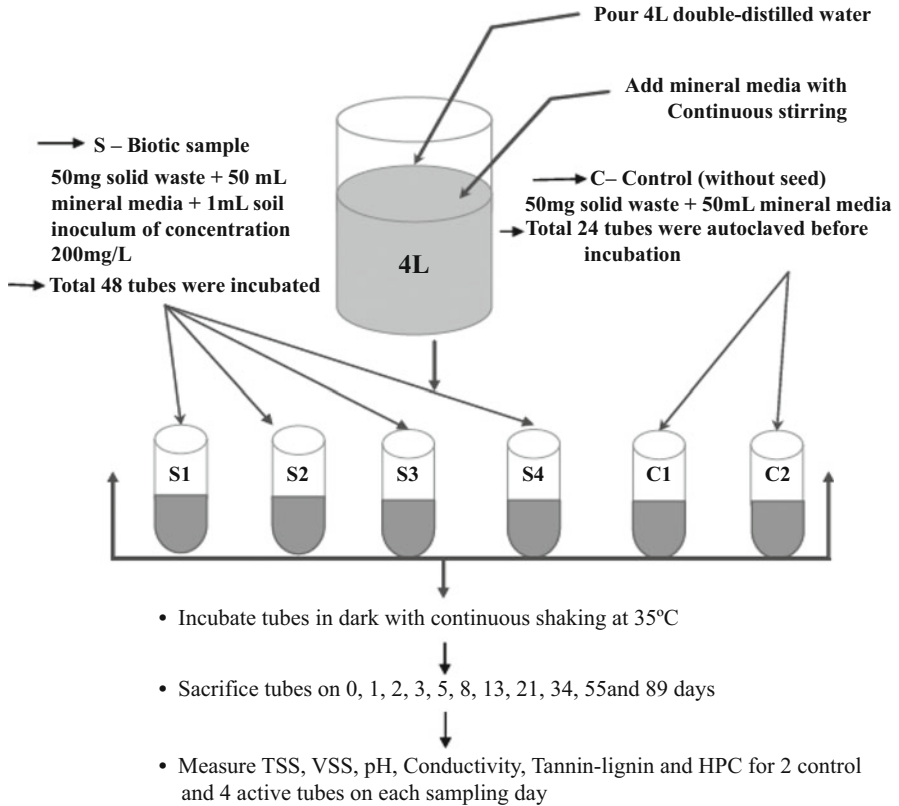 Pour 4L double-distilled water
Add mineral media with
Continuous stirring
S – Biotic sample
50mg solid waste + 50 mL
mineral media + 1mL soil
inoculum of concentration
200mg/L
Total 48 tubes were incubated
C– Control (without seed)
50mg solid waste + 50mL mineral media
Total 24 tubes were autoclaved before
incubation
4L
S1
S2
S3
S4
C1
C2
• Incubate tubes in dark with continuous shaking at 35ºC
• Sacrifice tubes on 0, 1, 2, 3, 5, 8, 13, 21, 34, 55and 89 days
• Measure TSS, VSS, pH, Conductivity, Tannin-lignin and HPC for 2 control
and 4 active tubes on each sampling day